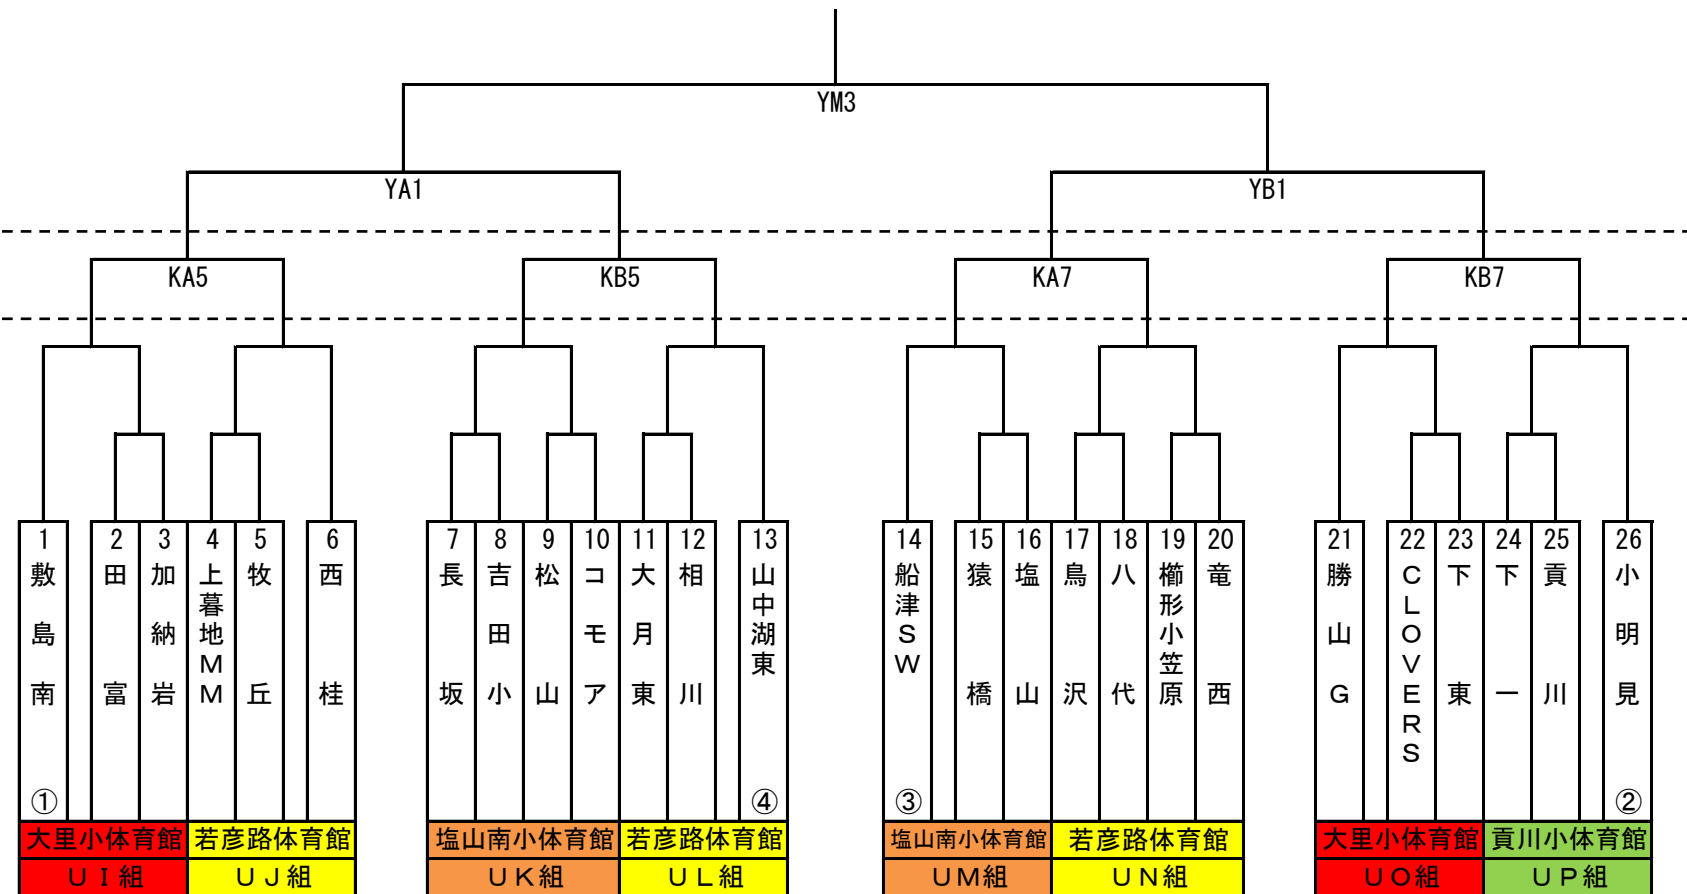 YM3
YA1
YB1
KA5
KB5
KA7
KB7
1 敷島南 ①
2 田富
3 加納岩
4 上暮地MM
5 牧丘
6 西桂
7 長坂
8 吉田小
9 松山
10 コモア
11 大月東
12 相川
13 山中湖東 ④
14 船津SW ③
15 猿橋
16 塩山
17 鳥沢
18 八代
19 櫛形小笠原
20 竜西
21 勝山G
22 CLOVERS
23 下東
24 下一
25 貢川
26 小明見 ②
大里小体育館
若彦路体育館
塩山南小体育館
若彦路体育館
塩山南小体育館
若彦路体育館
大里小体育館
貢川小体育館
UI組
UJ組
UK組
UL組
UM組
UN組
UO組
UP組